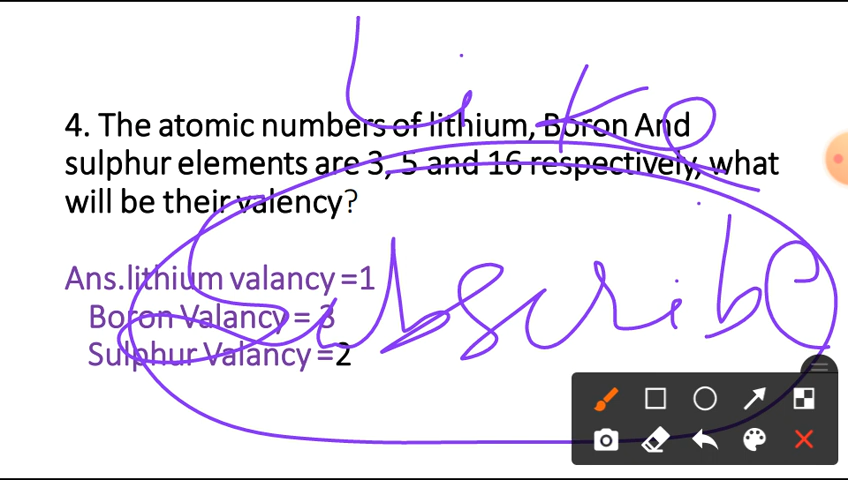 Like
4. The atomic numbers of lithium, Boron And
sulphur elements are 3, 5 and 16 respectively, what
will be their valency?
Ans.lithium valancy =1
Boron Valancy = 3
Sulphur Valancy =2
Subscribe